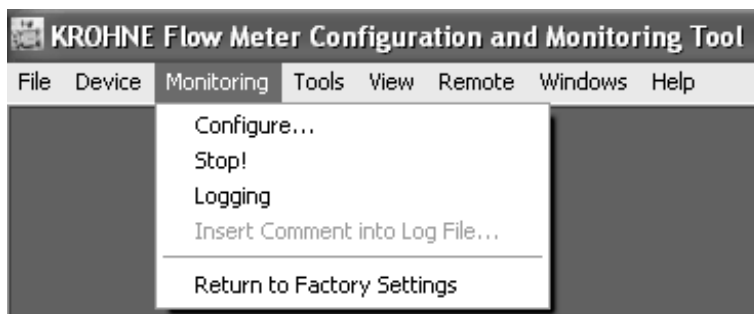 KROHNE Flow Meter Configuration and Monitoring Tool
File Device Monitoring Tools View Remote Windows Help
Configure...
Stop!
Logging
Insert Comment into Log File...
Return to Factory Settings